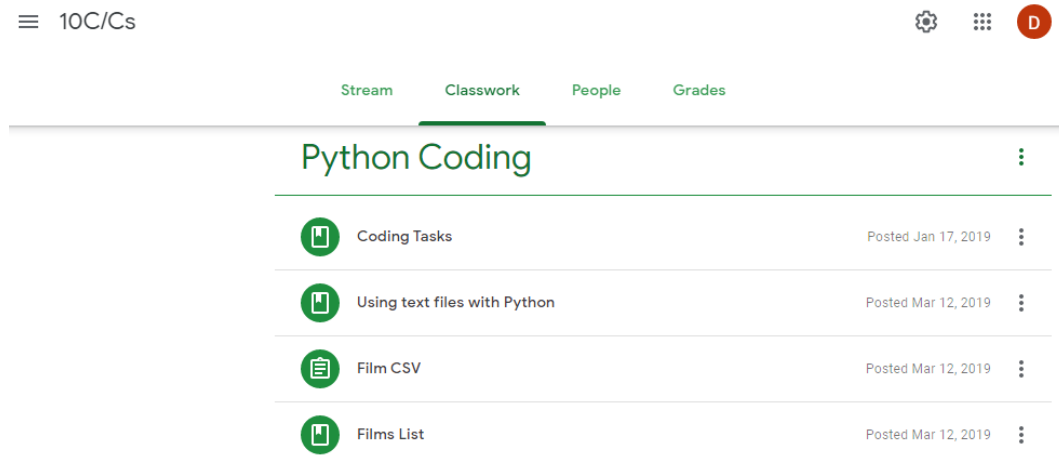 10C/Cs
D
Stream Classwork People Grades
Python Coding
Coding Tasks Posted Jan 17, 2019
Using text files with Python Posted Mar 12, 2019
Film CSV Posted Mar 12, 2019
Films List Posted Mar 12, 2019